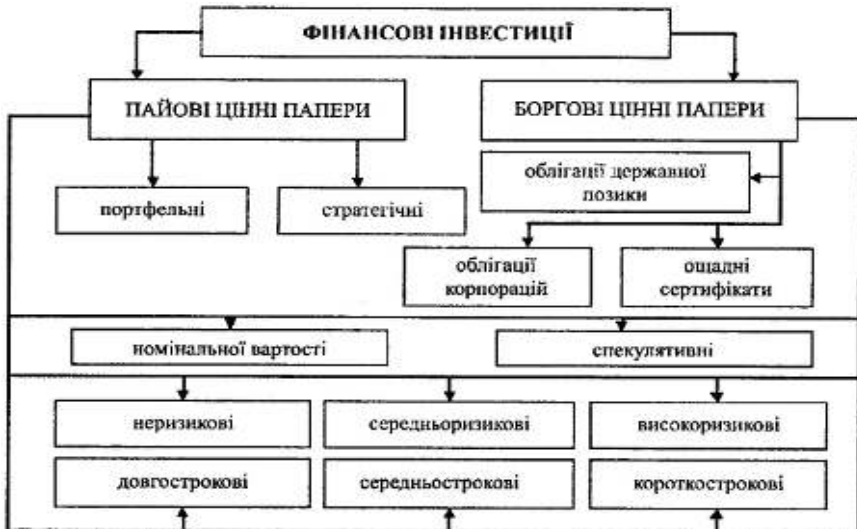 ФІНАНСОВІ ІНВЕСТИЦІЇ
ПАЙОВІ ЦІННІ ПАПЕРИ
БОРГОВІ ЦІННІ ПАПЕРИ
облігації державної
позики
портфельні
стратегічні
облігації
корпорацій
ощадні
сертифікати
номінальної вартості
спекулятивні
неризикові
середньоризикові
високоризикові
довгострокові
середньострокові
короткострокові